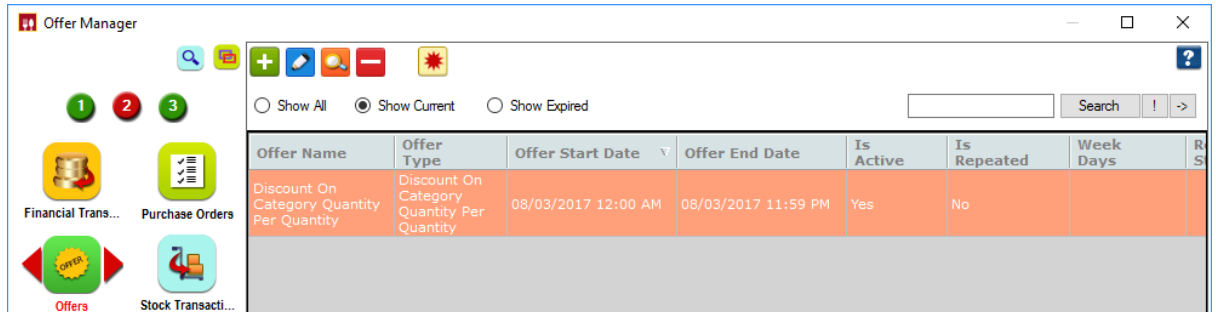 Offer Manager
?
1 2 3
Show All Show Current Show Expired
Search ! ->
Offer Name Offer Type Offer Start Date Offer End Date Is Active Is Repeated Week Days
Discount On Category Quantity Per Quantity Discount On Category Quantity Per Quantity 08/03/2017 12:00 AM 08/03/2017 11:59 PM Yes No
Financial Trans... Purchase Orders
OFFER
Offers Stock Transacti...